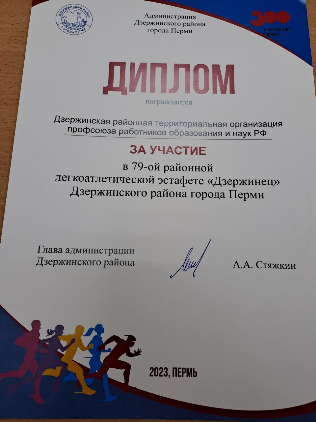 Администрация
Дзержинского района
города Перми
300
ДИПЛОМ
награждается
Дзержинская районная территориальная организация
профсоюза работников образования и наук РФ
ЗА УЧАСТИЕ
в 79-ой районной
легкоатлетической эстафете «Дзержинец»
Дзержинского района города Перми
Глава администрации
Дзержинского района
А.А. Стяжкин
2023, ПЕРМЬ